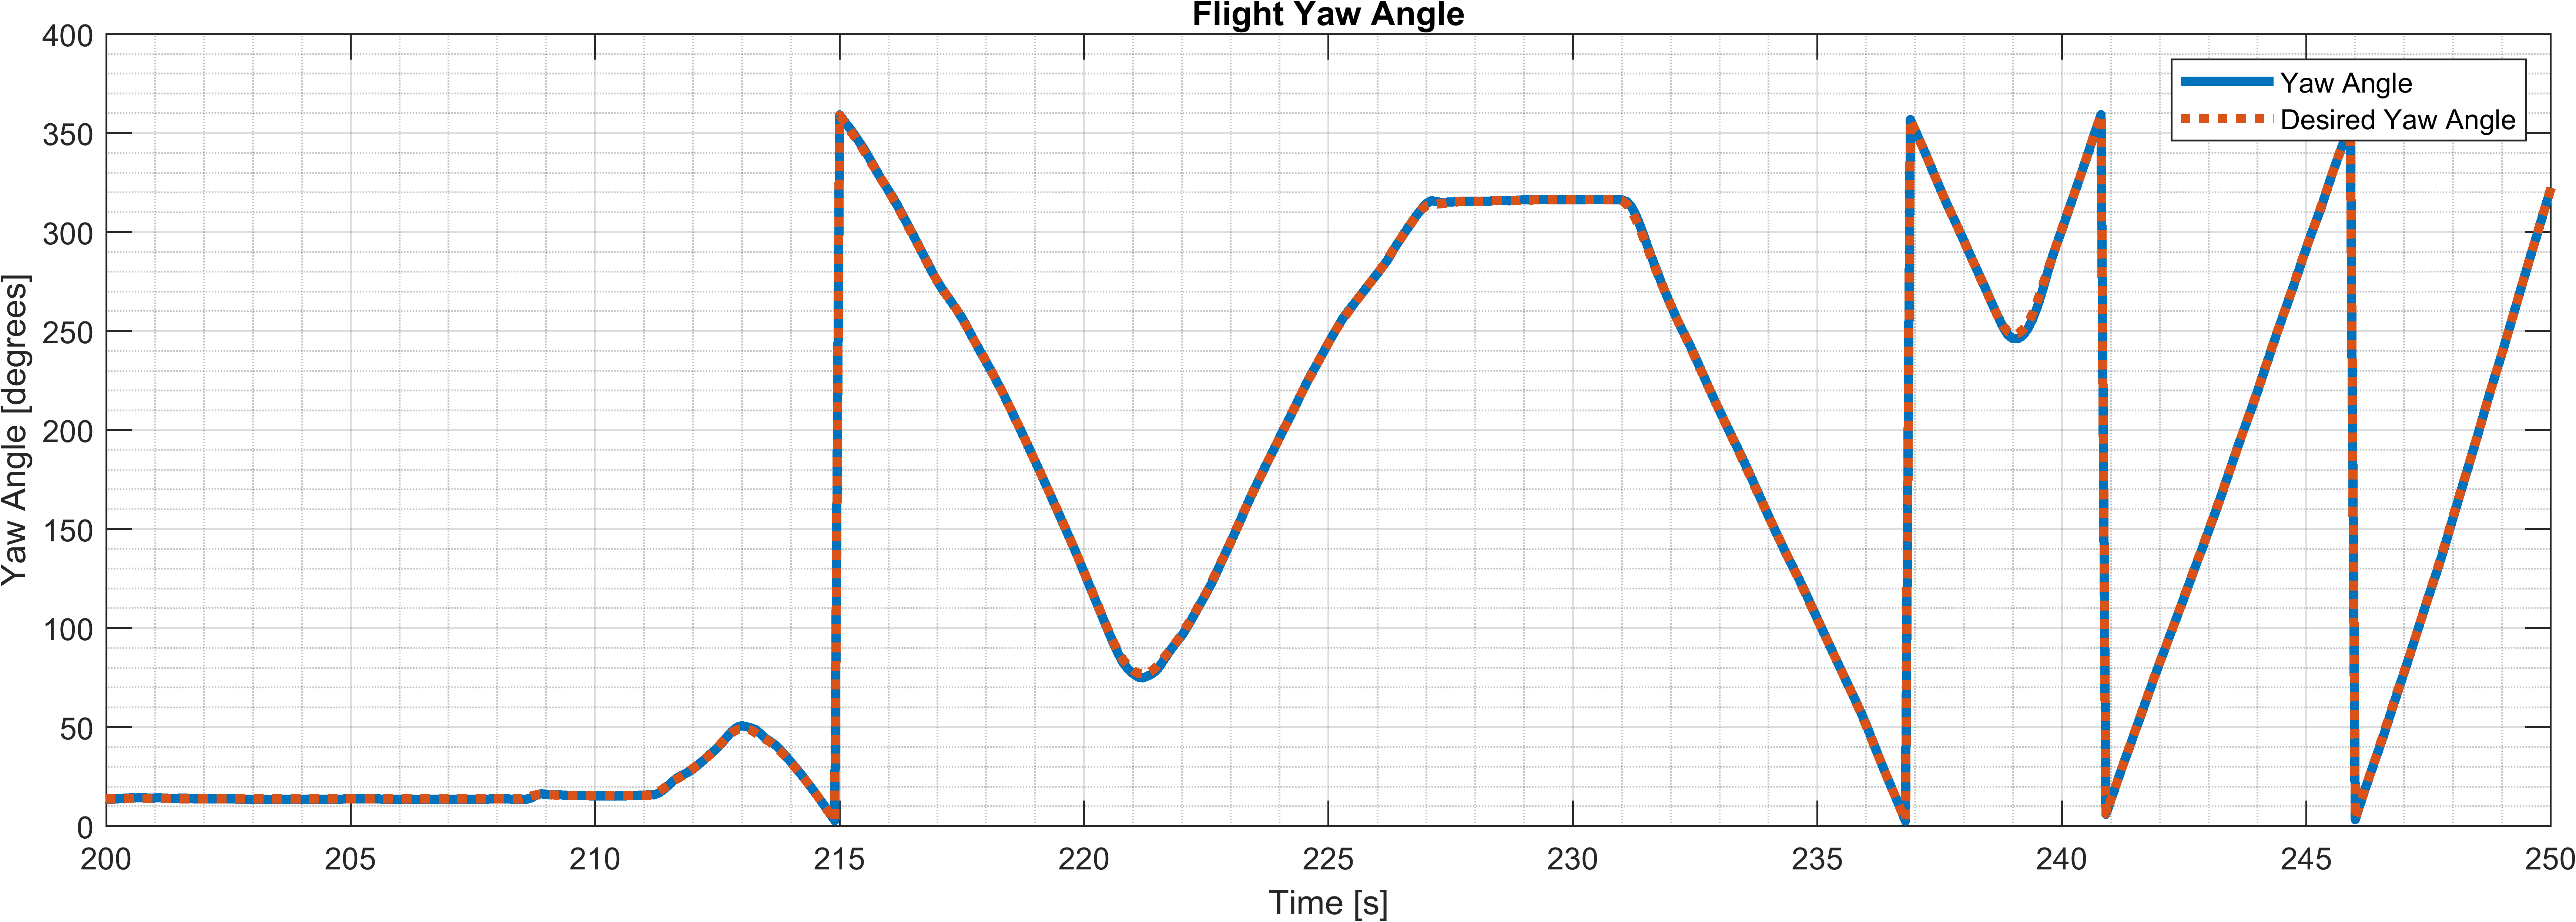 Flight Yaw Angle
Yaw Angle [degrees]
400
350
300
250
200
150
100
50
0
Yaw Angle
Desired Yaw Angle
200 205 210 215 220 225 230 235 240 245 250
Time [s]